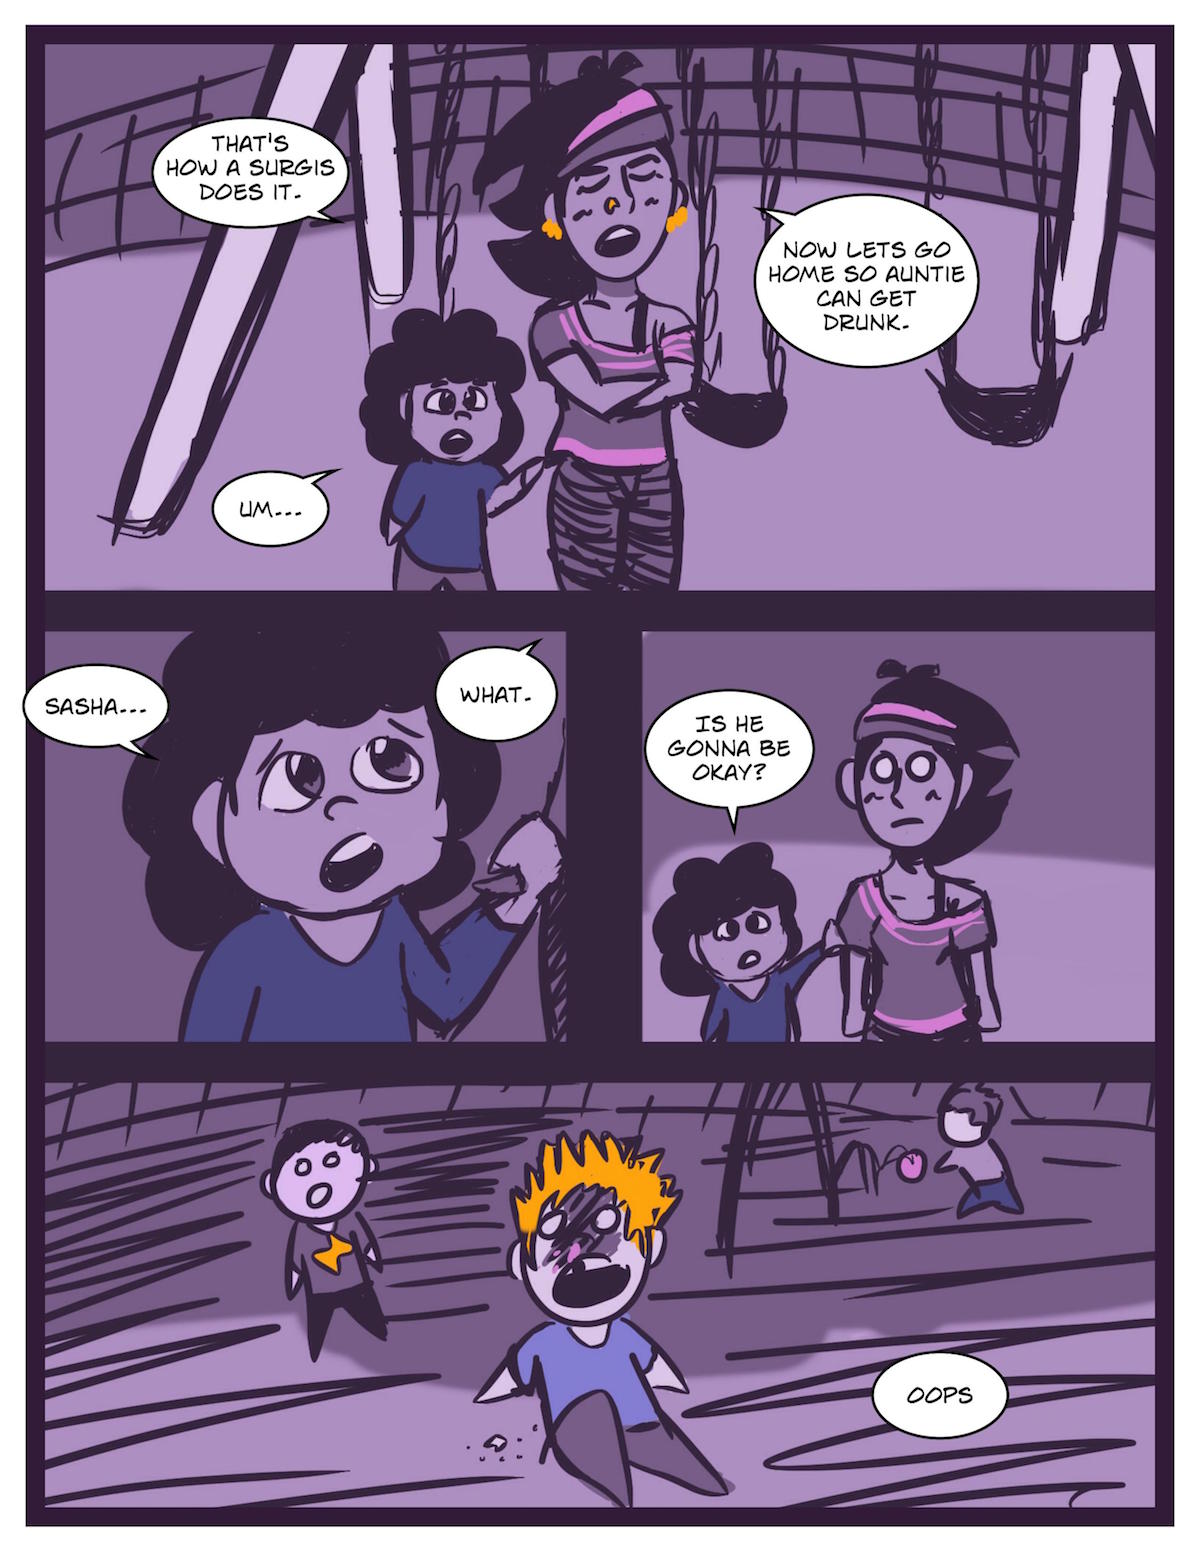 THAT'S
HOW A SURGIS
DOES IT.
NOW LETS GO
HOME SO AUNTIE
CAN GET
DRUNK.
UM...
SASHA...
WHAT.
IS HE
GONNA BE
OKAY?
OOPS